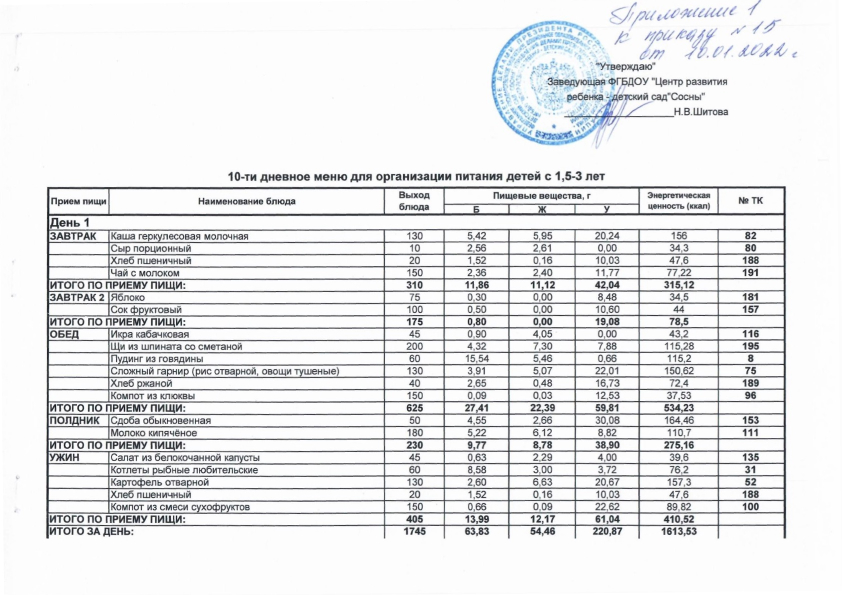 Приложение 1
к приказу № 15
от 10.01.2022 г
"Утверждаю"
Заведующая ФГБДОУ "Центр развития
ребенка - детский сад"Сосны"
Н.В.Шитова
10-ти дневное меню для организации питания детей с 1,5-3 лет
Прием пищи Наименование блюда Выход блюда Пищевые вещества, г Энергетическая ценность (ккал) № ТК
Б Ж У
День 1
ЗАВТРАК Каша геркулесовая молочная 130 5,42 5,95 20,24 156 82
Сыр порционный 10 2,56 2,61 0,00 34,3 80
Хлеб пшеничный 20 1,52 0,16 10,03 47,6 188
Чай с молоком 150 2,36 2,40 11,77 77,22 191
ИТОГО ПО ПРИЕМУ ПИЩИ: 310 11,86 11,12 42,04 315,12
ЗАВТРАК 2 Яблоко 75 0,30 0,00 8,48 34,5 181
Сок фруктовый 100 0,50 0,00 10,60 44 157
ИТОГО ПО ПРИЕМУ ПИЩИ: 175 0,80 0,00 19,08 78,5
ОБЕД Икра кабачковая 45 0,90 4,05 0,00 43,2 116
Щи из шпината со сметаной 200 4,32 7,30 7,88 115,28 195
Пудинг из говядины 60 15,54 5,46 0,66 115,2 8
Сложный гарнир (рис отварной, овощи тушеные) 130 3,91 5,07 22,01 150,62 75
Хлеб ржаной 40 2,65 0,48 16,73 72,4 189
Компот из клюквы 150 0,09 0,03 12,53 37,53 96
ИТОГО ПО ПРИЕМУ ПИЩИ: 625 27,41 22,39 59,81 534,23
ПОЛДНИК Сдоба обыкновенная 50 4,55 2,66 30,08 164,46 153
Молоко кипячёное 180 5,22 6,12 8,82 110,7 111
ИТОГО ПО ПРИЕМУ ПИЩИ: 230 9,77 8,78 38,90 275,16
УЖИН Салат из белокочанной капусты 45 0,63 2,29 4,00 39,6 135
Котлеты рыбные любительские 60 8,58 3,00 3,72 76,2 31
Картофель отварной 130 2,60 6,63 20,67 157,3 52
Хлеб пшеничный 20 1,52 0,16 10,03 47,6 188
Компот из смеси сухофруктов 150 0,66 0,09 22,62 89,82 100
ИТОГО ПО ПРИЕМУ ПИЩИ: 405 13,99 12,17 61,04 410,52
ИТОГО ЗА ДЕНЬ: 1745 63,83 54,46 220,87 1613,53